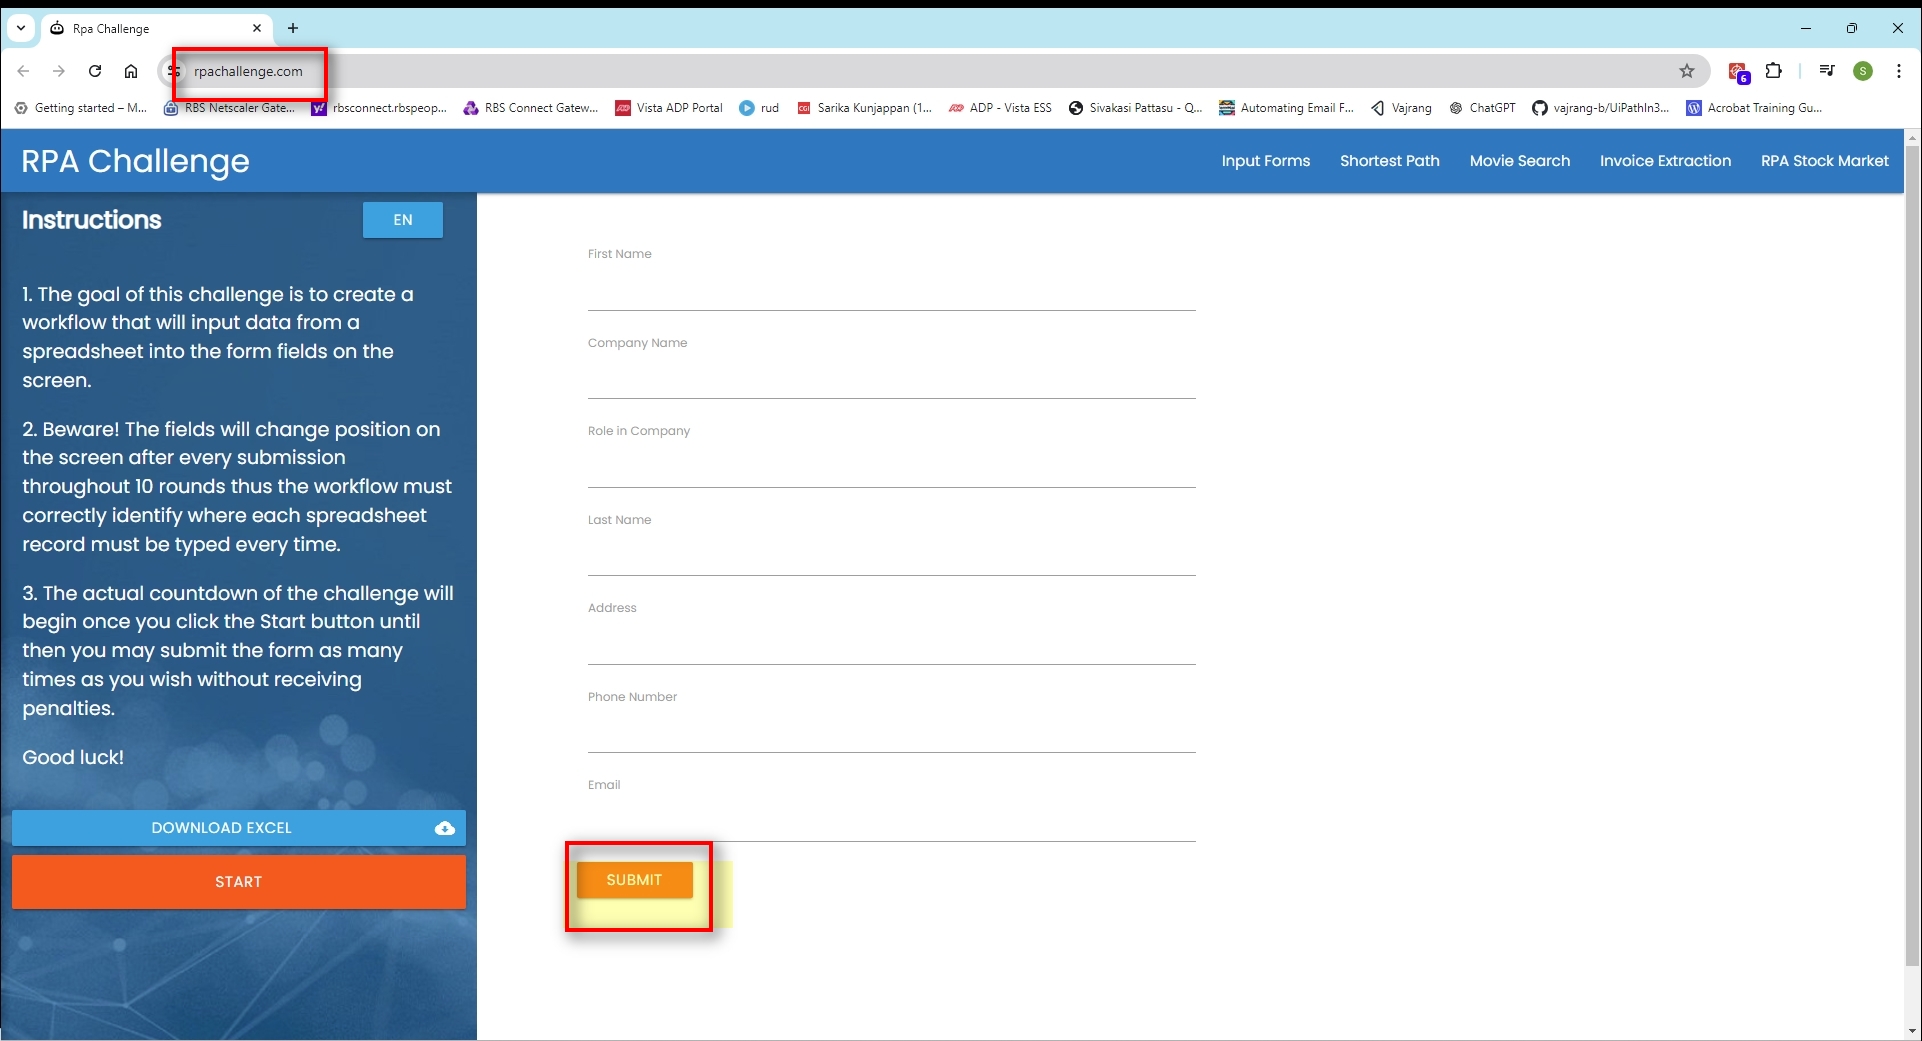 Rpa Challenge
rpachallenge.com
6
S
Getting started – M... RBS Netscaler Gate... rbsconnect.rbspeop... RBS Connect Gatew... Vista ADP Portal rud Sarika Kunjappan (1... ADP - Vista ESS Sivakasi Pattasu - Q... Automating Email F... Vajrang ChatGPT vajrang-b/UiPathIn3... Acrobat Training Gu...
RPA Challenge
Input Forms Shortest Path Movie Search Invoice Extraction RPA Stock Market
Instructions
EN
1. The goal of this challenge is to create a
workflow that will input data from a
spreadsheet into the form fields on the
screen.
2. Beware! The fields will change position on
the screen after every submission
throughout 10 rounds thus the workflow must
correctly identify where each spreadsheet
record must be typed every time.
3. The actual countdown of the challenge will
begin once you click the Start button until
then you may submit the form as many
times as you wish without receiving
penalties.
Good luck!
DOWNLOAD EXCEL
START
First Name
Company Name
Role in Company
Last Name
Address
Phone Number
Email
SUBMIT